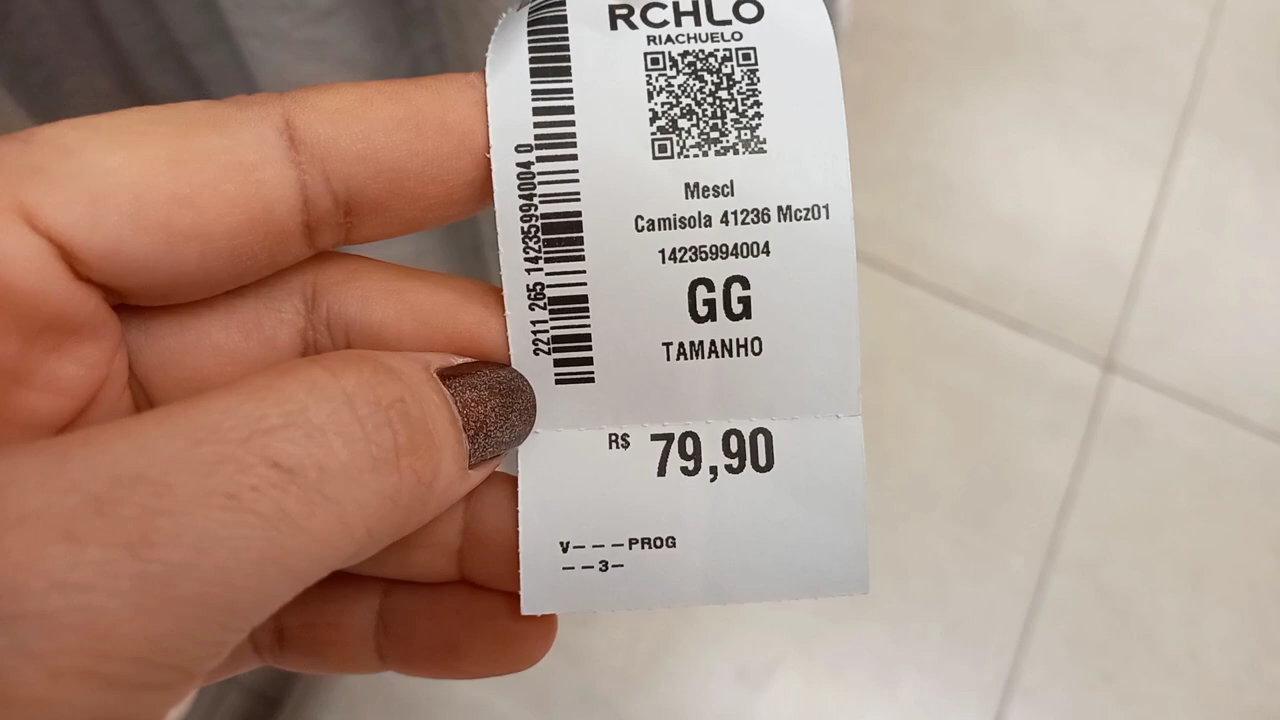 RCHLO
RIACHUELO
2211 265 14235994004 0
Mescl
Camisola 41236 Mcz01
14235994004
GG
TAMANHO
R$ 79,90
V---PROG
--3-